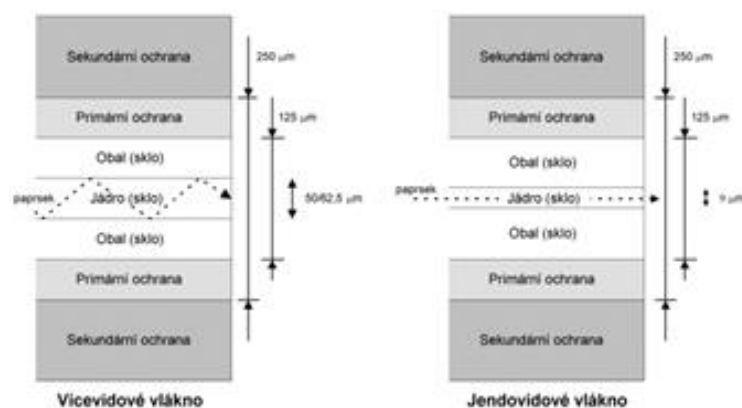 Sekundární ochrana
250 µm
Primární ochrana
125 µm
Obal (sklo)
paprsek
Jádro (sklo)
50/62,5 µm
Obal (sklo)
Primární ochrana
Sekundární ochrana
Vícevidové vlákno
Sekundární ochrana
250 µm
Primární ochrana
125 µm
Obal (sklo)
paprsek
Jádro (sklo)
9 µm
Obal (sklo)
Primární ochrana
Sekundární ochrana
Jendovidové vlákno